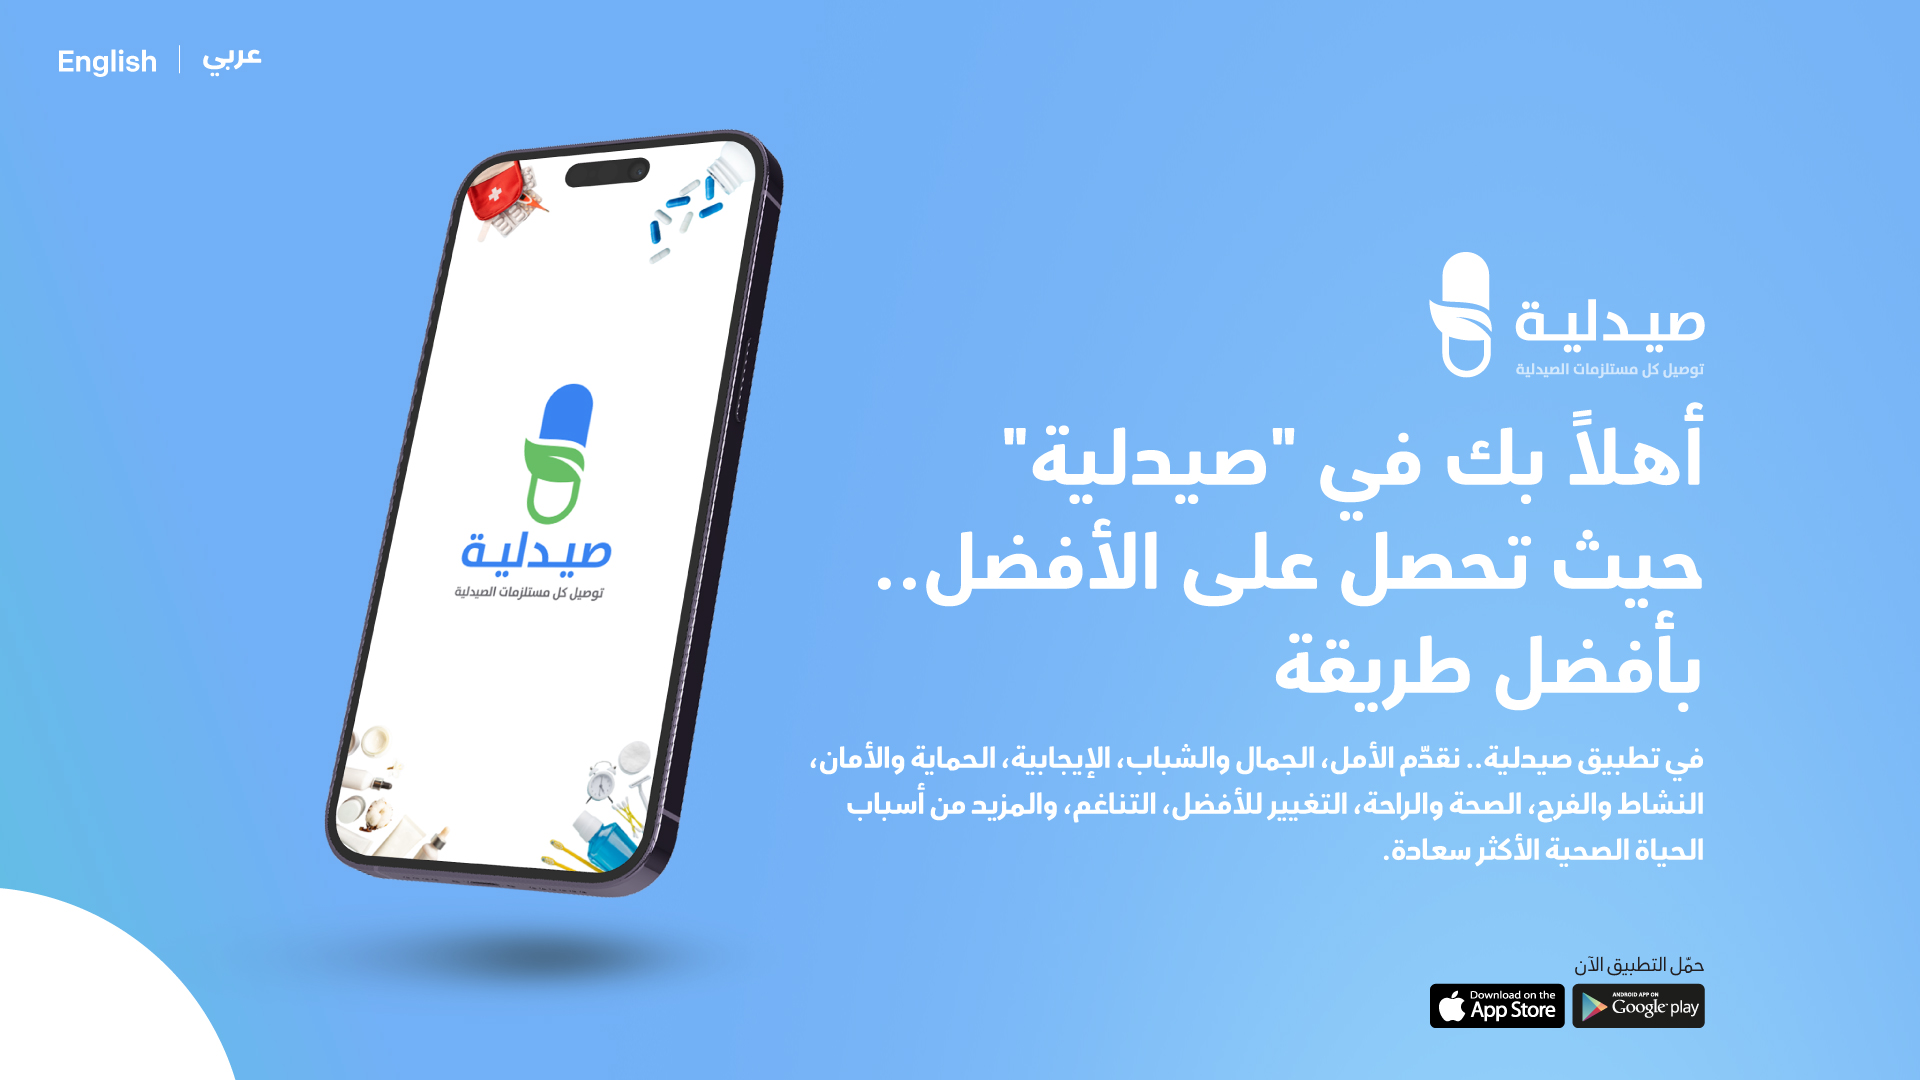 English
عربي
صيدلية
توصيل كل مستلزمات الصيدلية
صيدلية
توصيل كل مستلزمات الصيدلية
أهلاً بك في "صيدلية"
حيث تحصل على الأفضل..
بأفضل طريقة
في تطبيق صيدلية.. نقدّم الأمل، الجمال والشباب، الإيجابية، الحماية والأمان،
النشاط والفرح، الصحة والراحة، التغيير للأفضل، التناغم، والمزيد من أسباب
الحياة الصحية الأكثر سعادة.
حمّل التطبيق الآن
Download on the
App Store
ANDROID APP ON
Google play